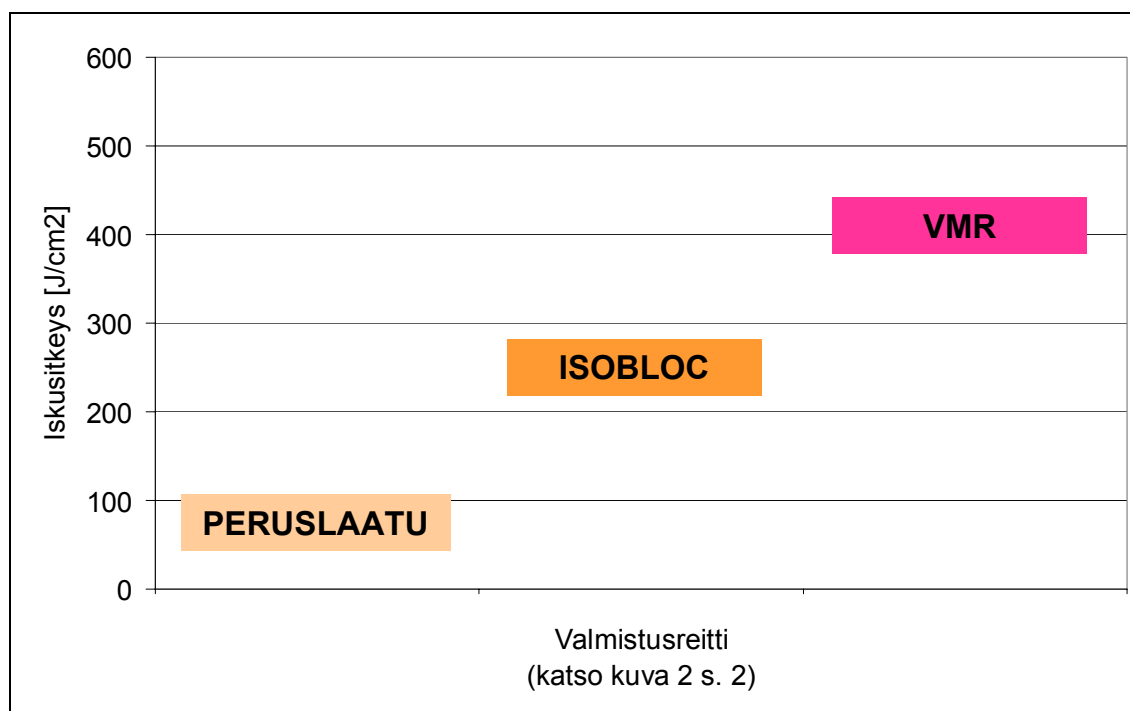 600
500
400
300
200
100
0
Iskusitkeys [J/cm2]
VMR
ISOBLOC
PERUSLAATU
Valmistusreitti
(katso kuva 2 s. 2)